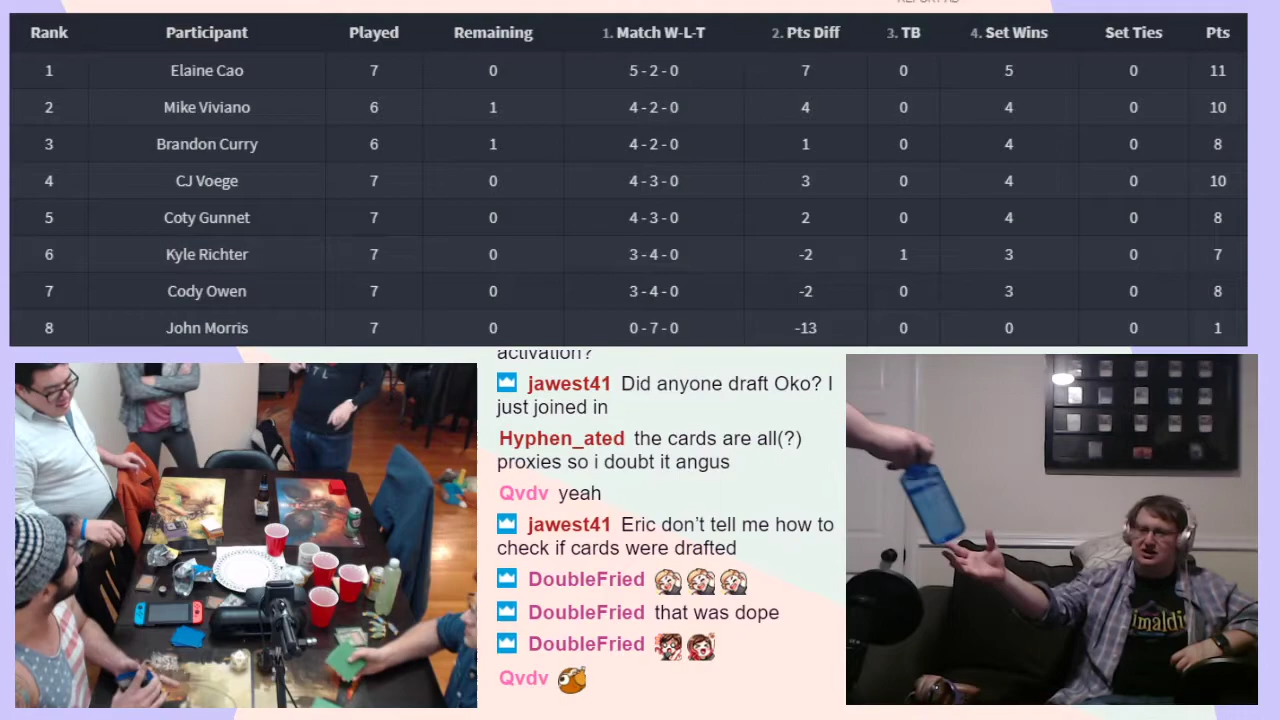 Rank Participant Played Remaining 1. Match W-L-T 2. Pts Diff 3. TB 4. Set Wins Set Ties Pts
1 Elaine Cao 7 0 5 - 2 - 0 7 0 5 0 11
2 Mike Viviano 6 1 4 - 2 - 0 4 0 4 0 10
3 Brandon Curry 6 1 4 - 2 - 0 1 0 4 0 8
4 CJ Voege 7 0 4 - 3 - 0 3 0 4 0 10
5 Coty Gunnet 7 0 4 - 3 - 0 2 0 4 0 8
6 Kyle Richter 7 0 3 - 4 - 0 -2 1 3 0 7
7 Cody Owen 7 0 3 - 4 - 0 -2 0 3 0 8
8 John Morris 7 0 0 - 7 - 0 -13 0 0 0 1
activation?
jawest41 Did anyone draft Oko? I
just joined in
Hyphen_ated the cards are all(?)
proxies so i doubt it angus
Qvdv yeah
jawest41 Eric don't tell me how to
check if cards were drafted
DoubleFried
DoubleFried that was dope
DoubleFried
Qvdv